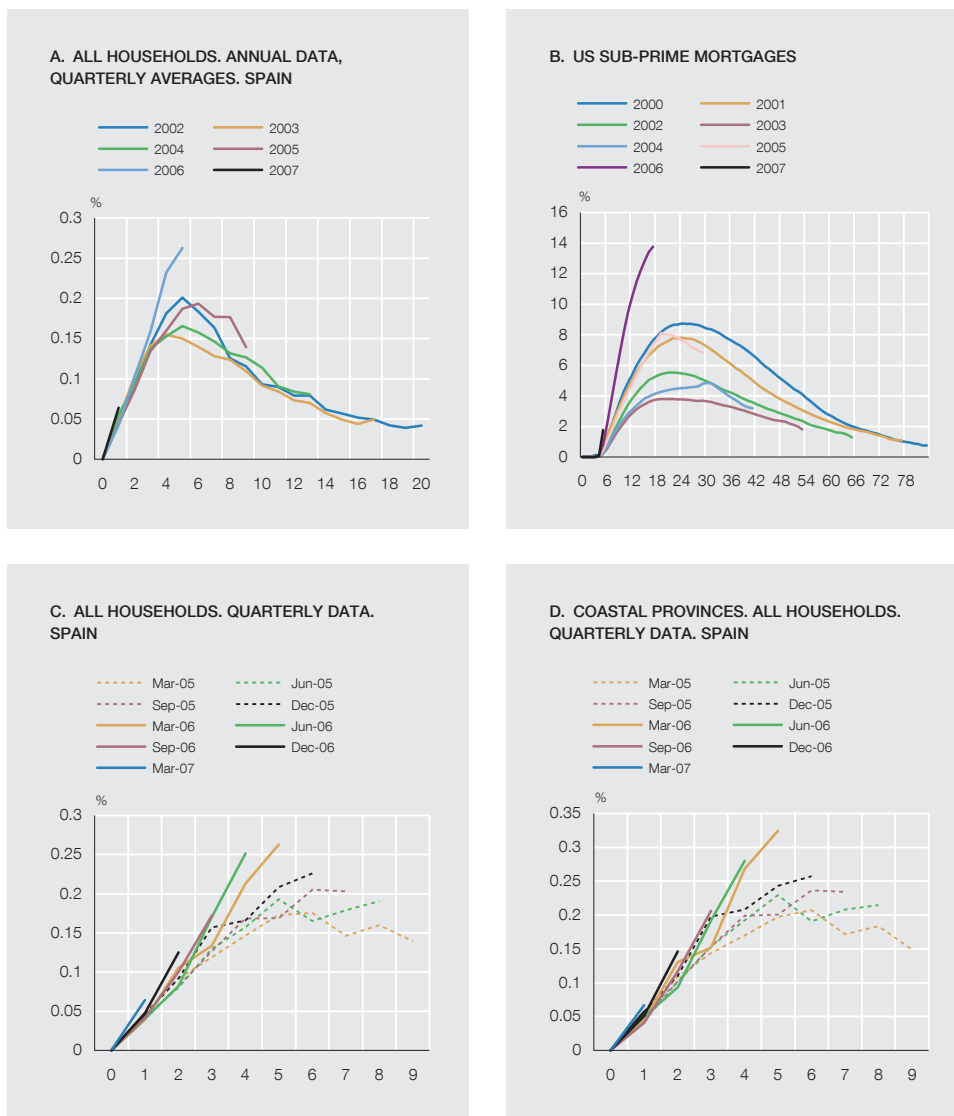 A. ALL HOUSEHOLDS. ANNUAL DATA,
QUARTERLY AVERAGES. SPAIN
2002 2003
2004 2005
2006 2007
%
0.3
0.25
0.2
0.15
0.1
0.05
0
0 2 4 6 8 10 12 14 16 18 20
B. US SUB-PRIME MORTGAGES
2000 2001
2002 2003
2004 2005
2006 2007
%
16
14
12
10
8
6
4
2
0
0 6 12 18 24 30 36 42 48 54 60 66 72 78
C. ALL HOUSEHOLDS. QUARTERLY DATA.
SPAIN
Mar-05 Jun-05
Sep-05 Dec-05
Mar-06 Jun-06
Sep-06 Dec-06
Mar-07
%
0.3
0.25
0.2
0.15
0.1
0.05
0
0 1 2 3 4 5 6 7 8 9
D. COASTAL PROVINCES. ALL HOUSEHOLDS.
QUARTERLY DATA. SPAIN
Mar-05 Jun-05
Sep-05 Dec-05
Mar-06 Jun-06
Sep-06 Dec-06
Mar-07
%
0.35
0.3
0.25
0.2
0.15
0.1
0.05
0
0 1 2 3 4 5 6 7 8 9